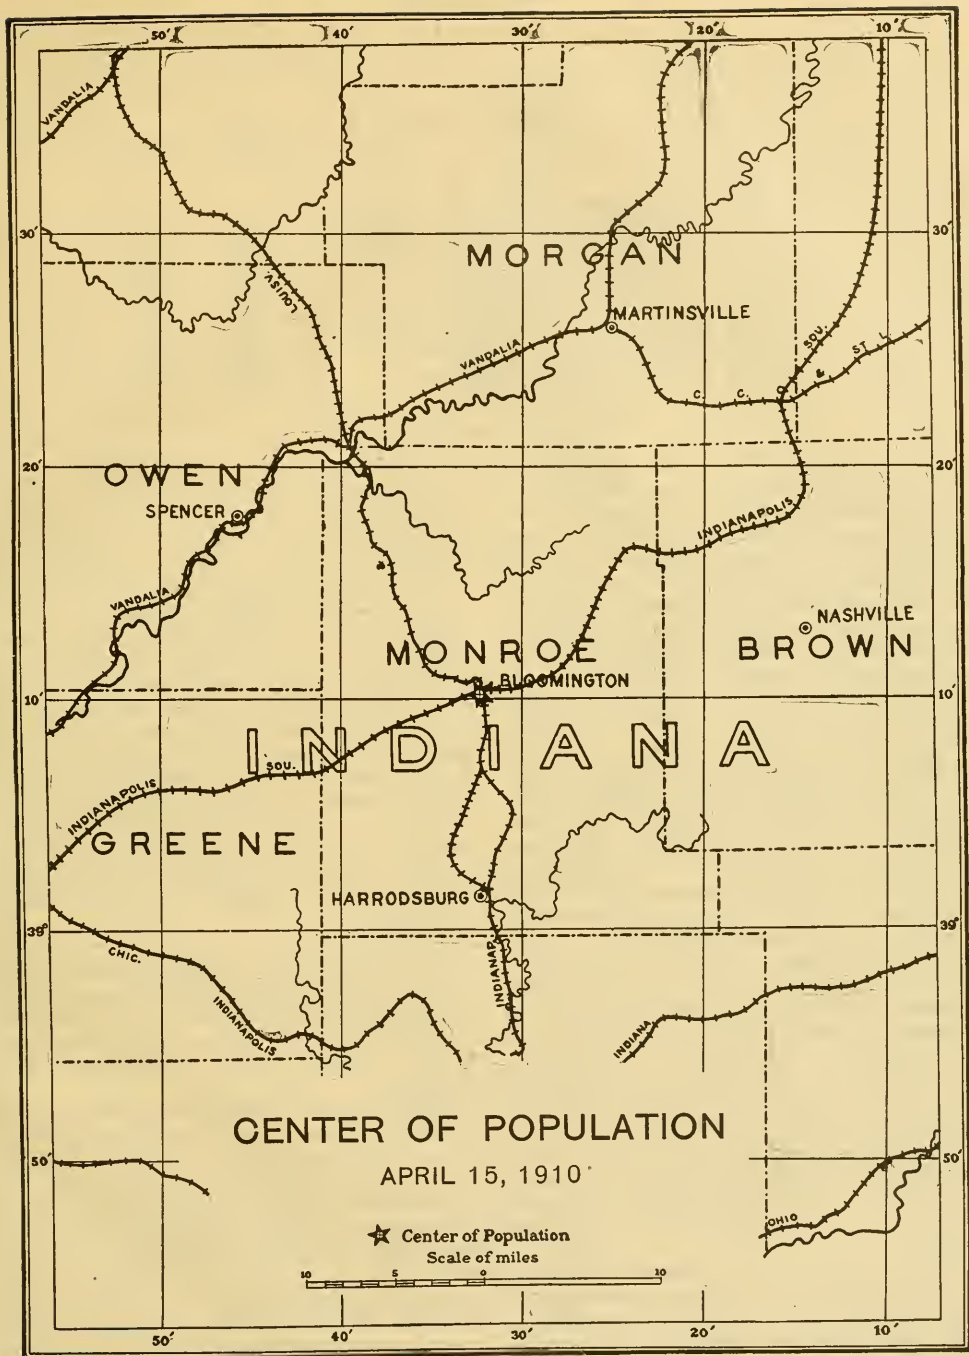 50′ 40′ 30′ 20′ 10′
VANDALIA
30′ 30′
MORGAN
LOUISV.
MARTINSVILLE
VANDALIA
SOU.
C. C. C. & ST L.
20′ 20′
OWEN
SPENCER
INDIANAPOLIS
&
VANDALIA
NASHVILLE
MONROE
BROWN
BLOOMINGTON
10′ 10′
INDIANA
SOU.
INDIANAPOLIS
GREENE
HARRODSBURG
39° 39°
CHIC.
INDIANAP.
INDIANAPOLIS
INDIANA
CENTER OF POPULATION
50′ 50′
APRIL 15, 1910
OHIO
Center of Population
Scale of miles
10 5 0 10
50′ 40′ 30′ 20′ 10′